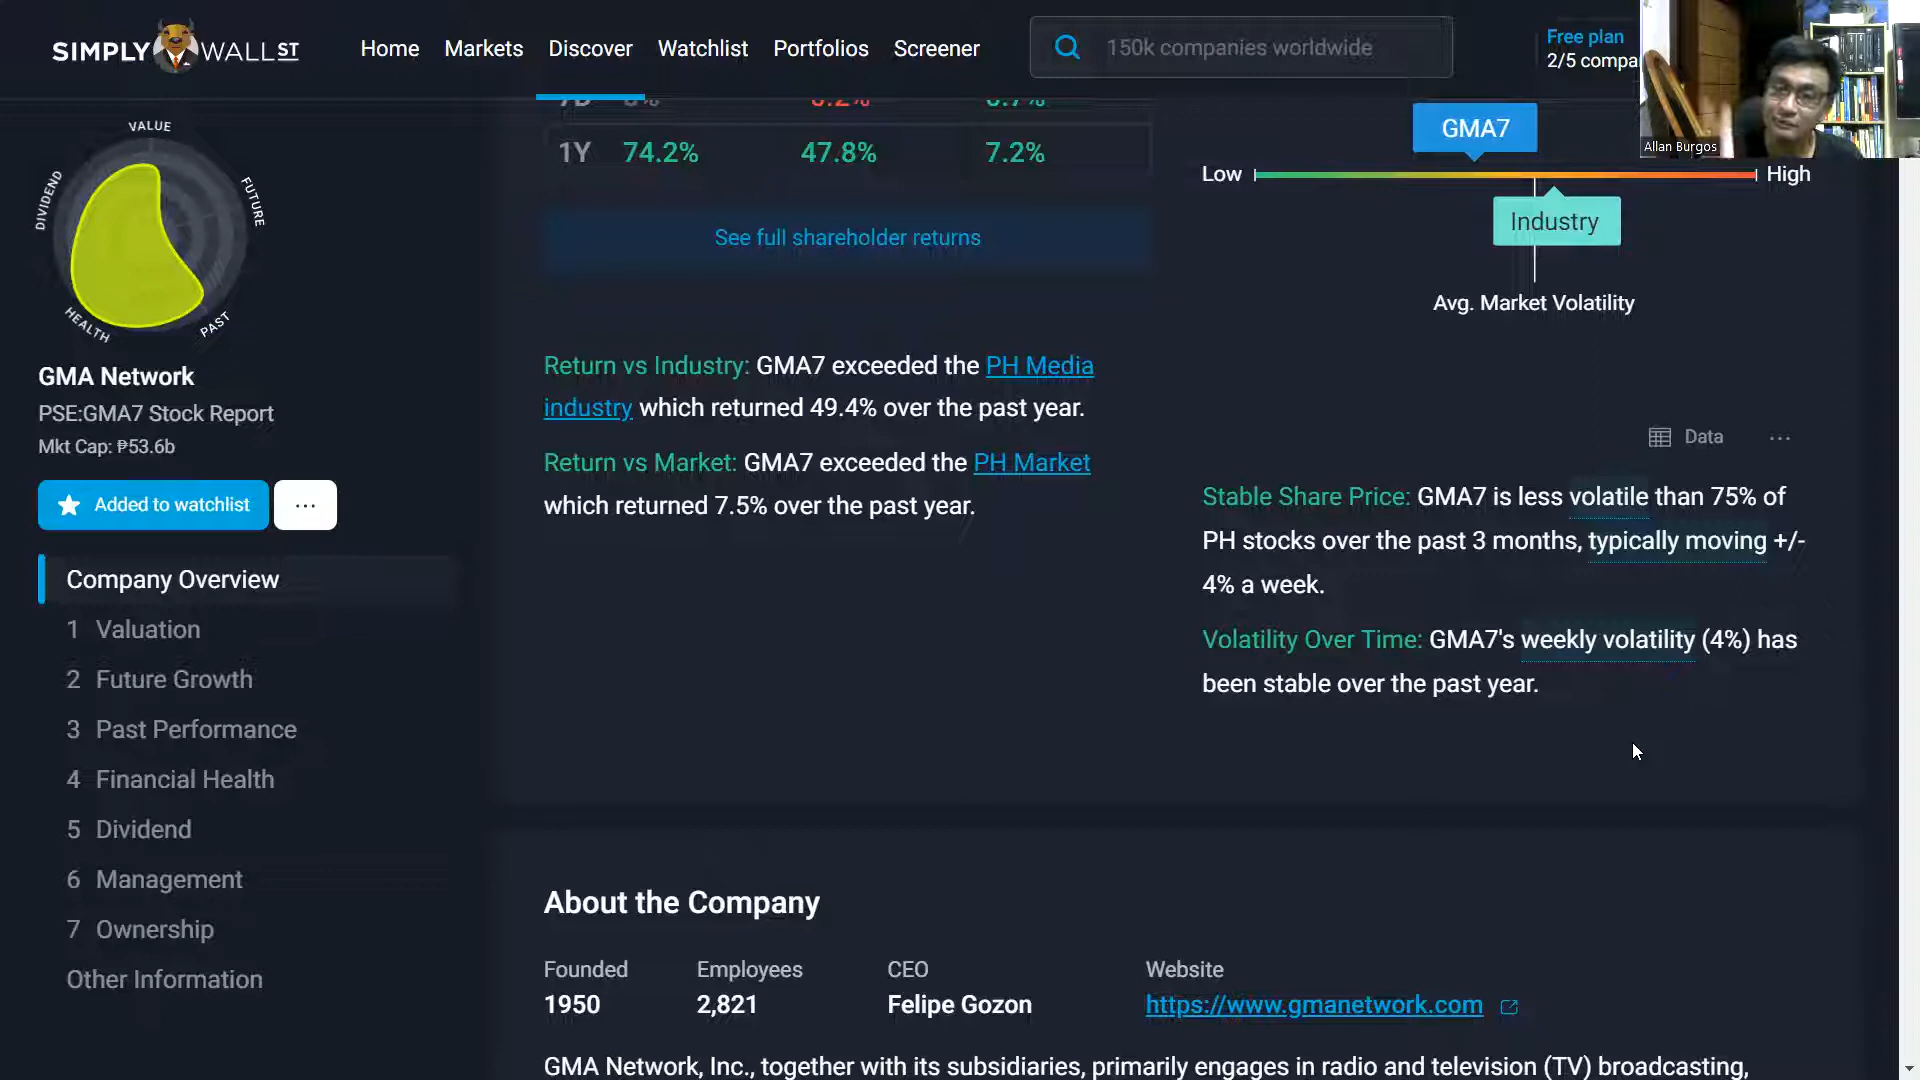 SIMPLY WALL ST
Home Markets Discover Watchlist Portfolios Screener
150k companies worldwide
Free plan
2/5 compa
Allan Burgos
VALUE
FUTURE
PAST
HEALTH
DIVIDEND
GMA Network
PSE:GMA7 Stock Report
Mkt Cap: ₱53.6b
Added to watchlist
...
Company Overview
1 Valuation
2 Future Growth
3 Past Performance
4 Financial Health
5 Dividend
6 Management
7 Ownership
Other Information
1Y 74.2% 47.8% 7.2%
See full shareholder returns
Return vs Industry: GMA7 exceeded the PH Media
industry which returned 49.4% over the past year.
Return vs Market: GMA7 exceeded the PH Market
which returned 7.5% over the past year.
GMA7
Low High
Industry
Avg. Market Volatility
Data ...
Stable Share Price: GMA7 is less volatile than 75% of
PH stocks over the past 3 months, typically moving +/-
4% a week.
Volatility Over Time: GMA7's weekly volatility (4%) has
been stable over the past year.
About the Company
Founded Employees CEO Website
1950 2,821 Felipe Gozon https://www.gmanetwork.com
GMA Network, Inc., together with its subsidiaries, primarily engages in radio and television (TV) broadcasting,